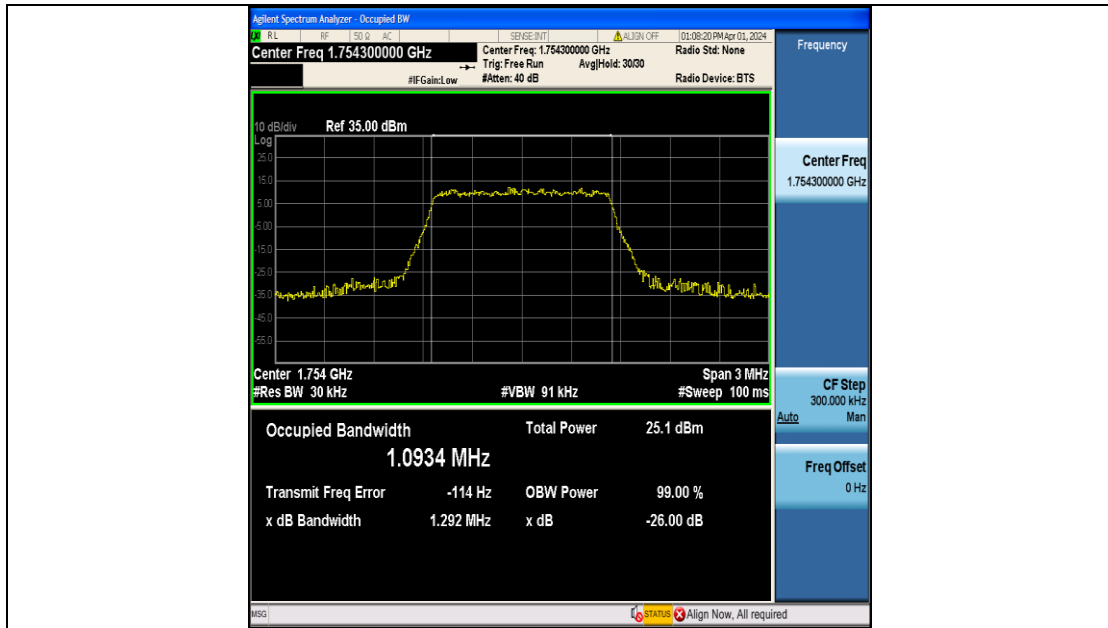 Agilent Spectrum Analyzer - Occupied BW
RL RF 50 Ω AC SENSE:INT ALIGN OFF 01:08:20 PM Apr 01, 2024
Center Freq 1.754300000 GHz
Center Freq: 1.754300000 GHz Radio Std: None
Trig: Free Run Avg|Hold: 30/30
#IFGain:Low #Atten: 40 dB Radio Device: BTS
10 dB/div Ref 35.00 dBm
Log
25.0
15.0
5.00
-5.00
-15.0
-25.0
-35.0
-45.0
-55.0
Center 1.754 GHz Span 3 MHz
#Res BW 30 kHz #VBW 91 kHz #Sweep 100 ms
Occupied Bandwidth Total Power 25.1 dBm
1.0934 MHz
Transmit Freq Error -114 Hz OBW Power 99.00 %
x dB Bandwidth 1.292 MHz x dB -26.00 dB
Frequency
Center Freq
1.754300000 GHz
CF Step
300.000 kHz
Auto Man
Freq Offset
0 Hz
MSG STATUS Align Now, All required